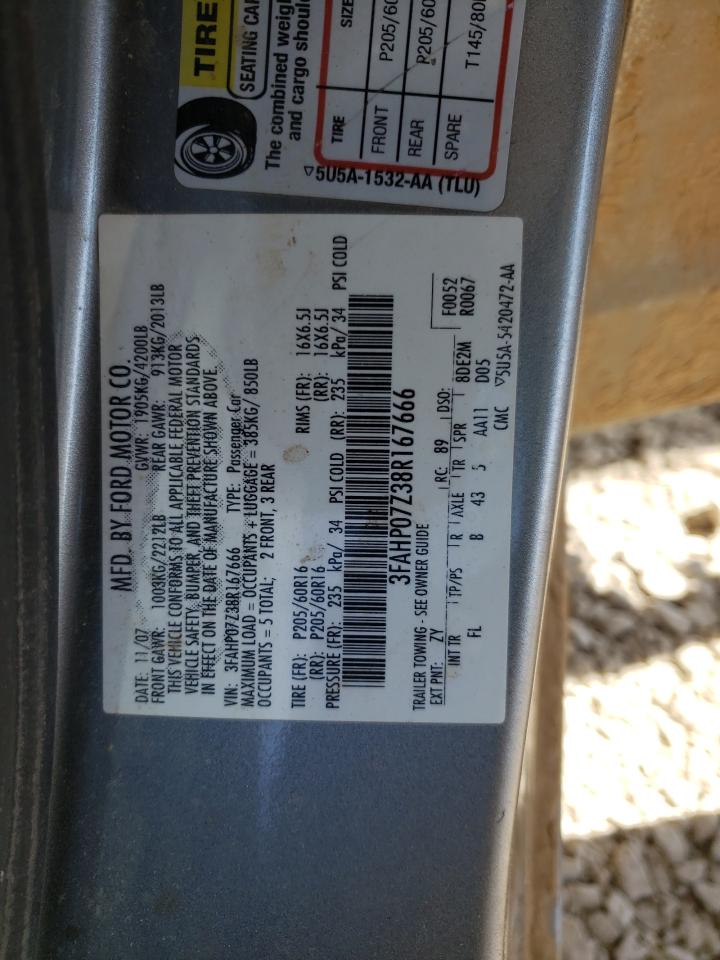 TIRE
SEATING CAP
The combined weigh
and cargo shou
TIRE SIZE
FRONT P205/60
REAR P205/60
SPARE T145/80
5U5A-1532-AA (TLU)
MFD. BY FORD MOTOR CO.
DATE: 11/07 GVWR: 1905KG/4200LB
FRONT GAWR: 1003KG/2212LB REAR GAWR: 913KG/2013LB
THIS VEHICLE CONFORMS TO ALL APPLICABLE FEDERAL MOTOR
VEHICLE SAFETY, BUMPER, AND THEFT PREVENTION STANDARDS
IN EFFECT ON THE DATE OF MANUFACTURE SHOWN ABOVE.
VIN: 3FAHP07Z38R167666 TYPE: Passenger Car
MAXIMUM LOAD = OCCUPANTS + LUGGAGE = 385KG/ 850LB
OCCUPANTS = 5 TOTAL; 2 FRONT, 3 REAR
TIRE (FR): P205/60R16 RIMS (FR): 16X6.5J
(RR): P205/60R16 (RR): 16X6.5J
PRESSURE (FR): 235 kPa/ 34 PSI COLD (RR): 235 kPa/ 34 PSI COLD
3FAHP07Z38R167666
TRAILER TOWING - SEE OWNER GUIDE F0052
EXT PNT: ZY RC: 89 DSO: R0067
INT TR TP/PS R AXLE TR SPR 8DE2M
FL B 43 5 AA11 D05
CMC 5U5A-5420472-AA